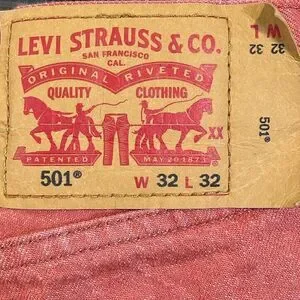 LEVI STRAUSS & CO.
SAN FRANCISCO
CAL.
ORIGINAL RIVETED
QUALITY CLOTHING
XX
PATENTED MAY 20 1873
501® W 32 L 32
W L
32 32
501®